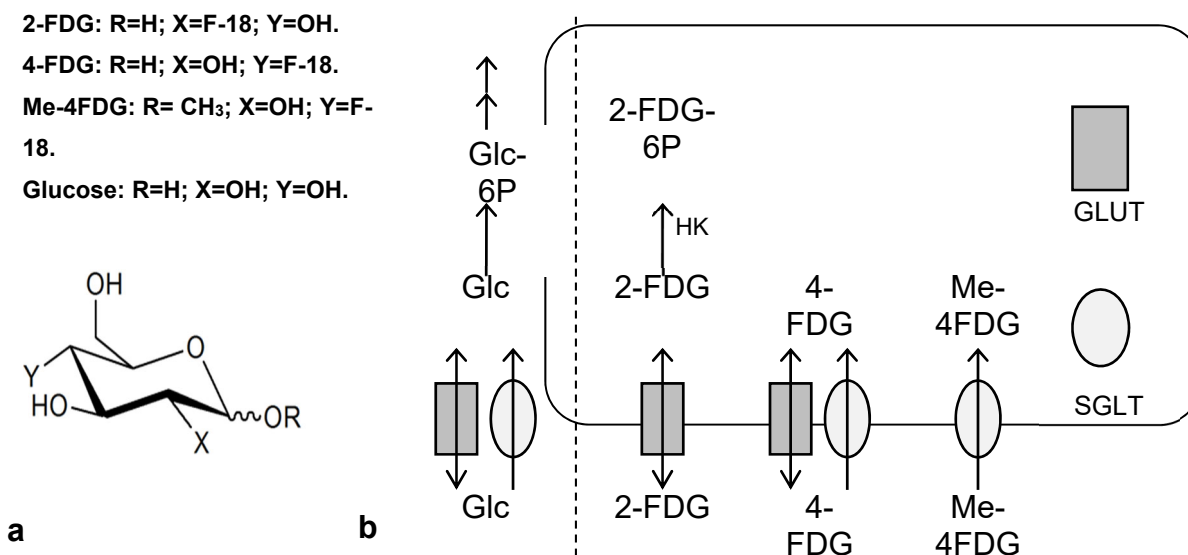 2-FDG: R=H; X=F-18; Y=OH.
4-FDG: R=H; X=OH; Y=F-18.
Me-4FDG: R= CH₃; X=OH; Y=F-
18.
Glucose: R=H; X=OH; Y=OH.
OH
O
Y
HO
OR
X
a
Glc-
6P
Glc
Glc
2-FDG-
6P
HK
2-FDG
2-FDG
4-
FDG
4-
FDG
Me-
4FDG
Me-
4FDG
GLUT
SGLT
b